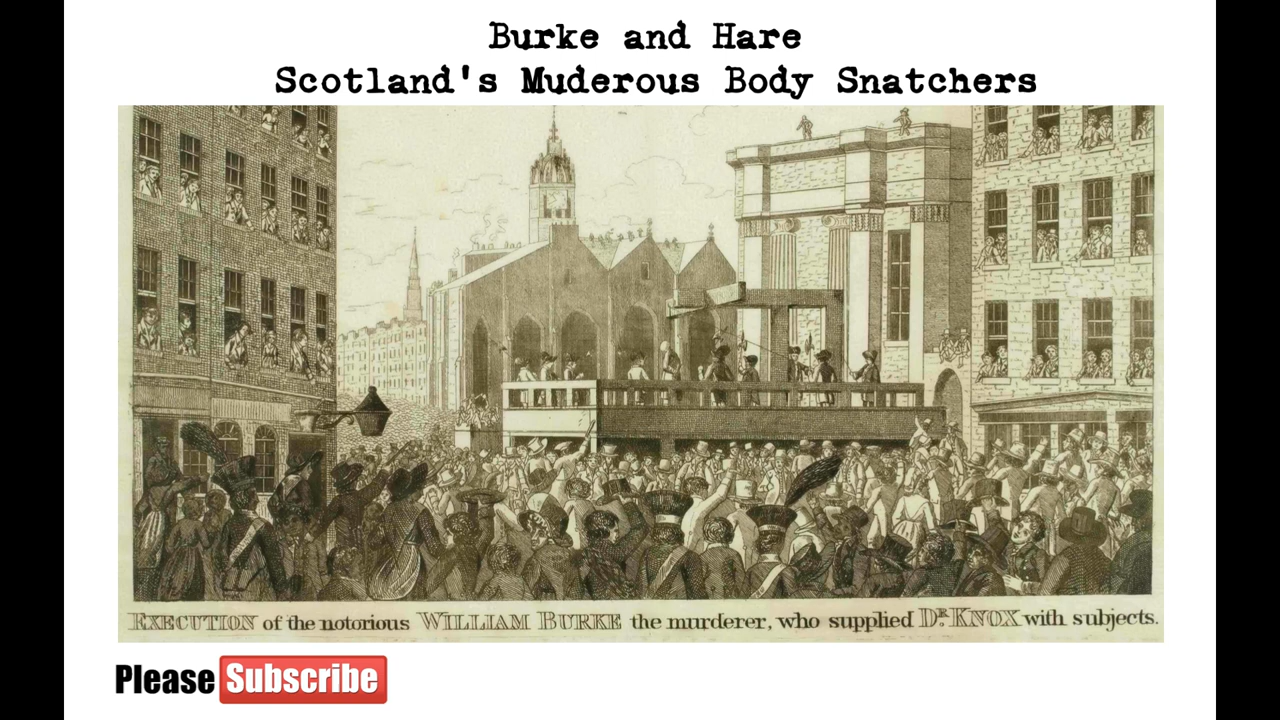 Burke and Hare
Scotland's Muderous Body Snatchers
EXECUTION of the notorious WILLIAM BURKE the murderer, who supplied DR. KNOX with subjects.
Please Subscribe